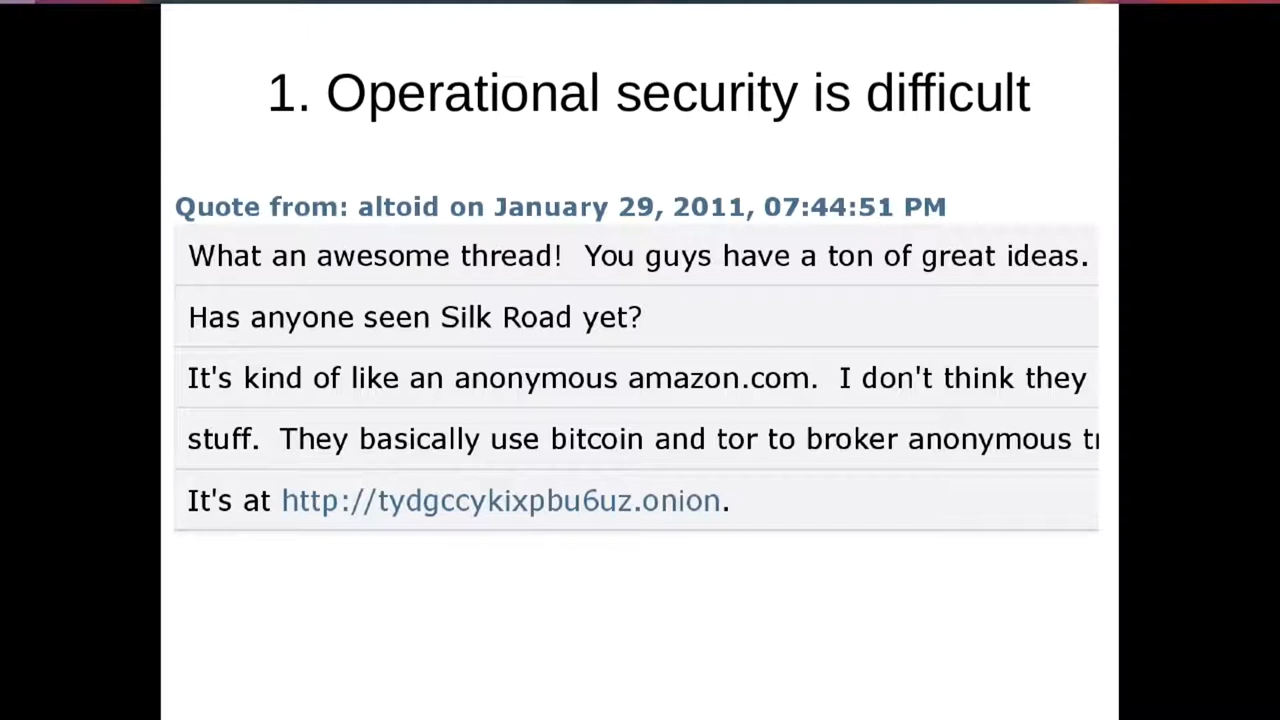 1. Operational security is difficult
Quote from: altoid on January 29, 2011, 07:44:51 PM
What an awesome thread!  You guys have a ton of great ideas.
Has anyone seen Silk Road yet?
It's kind of like an anonymous amazon.com.  I don't think they
stuff.  They basically use bitcoin and tor to broker anonymous
It's at http://tydgccykixpbu6uz.onion.